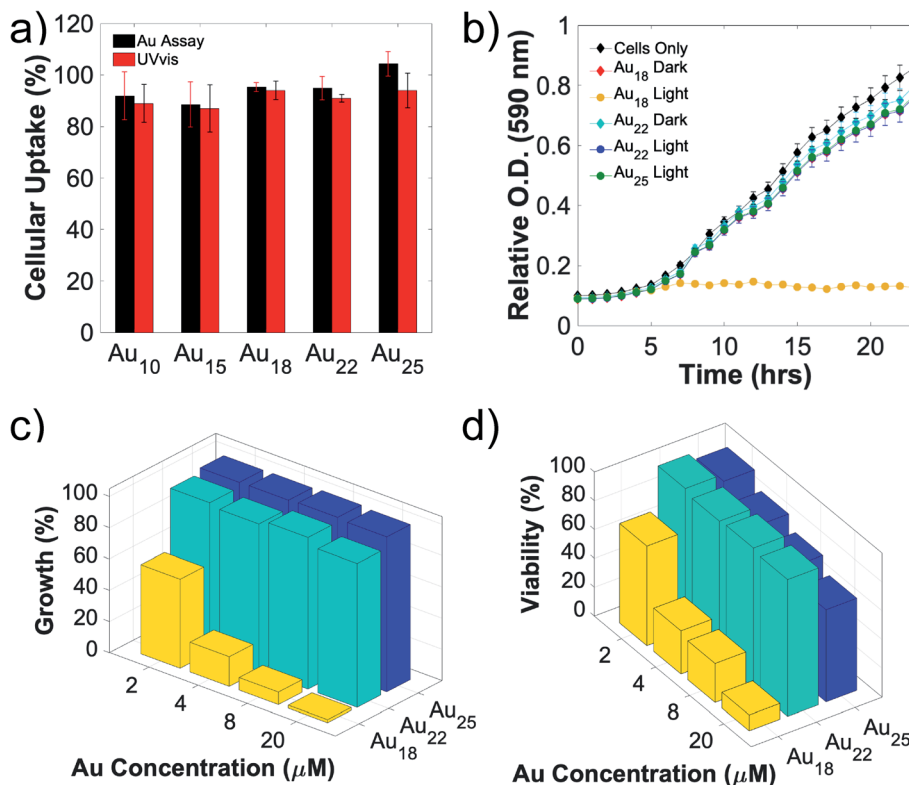 a)
120
100
80
60
40
20
0
Cellular Uptake (%)
Au Assay
UVvis
Au10 Au15 Au18 Au22 Au25
b)
1
0.8
0.6
0.4
0.2
0
Relative O.D. (590 nm)
Cells Only
Au18 Dark
Au18 Light
Au22 Dark
Au22 Light
Au25 Light
0 5 10 15 20
Time (hrs)
c)
100
80
60
40
20
0
Growth (%)
2
4
8
20
Au18
Au22
Au25
Au Concentration (μM)
d)
100
80
60
40
20
0
Viability (%)
2
4
8
20
Au18
Au22
Au25
Au Concentration (μM)